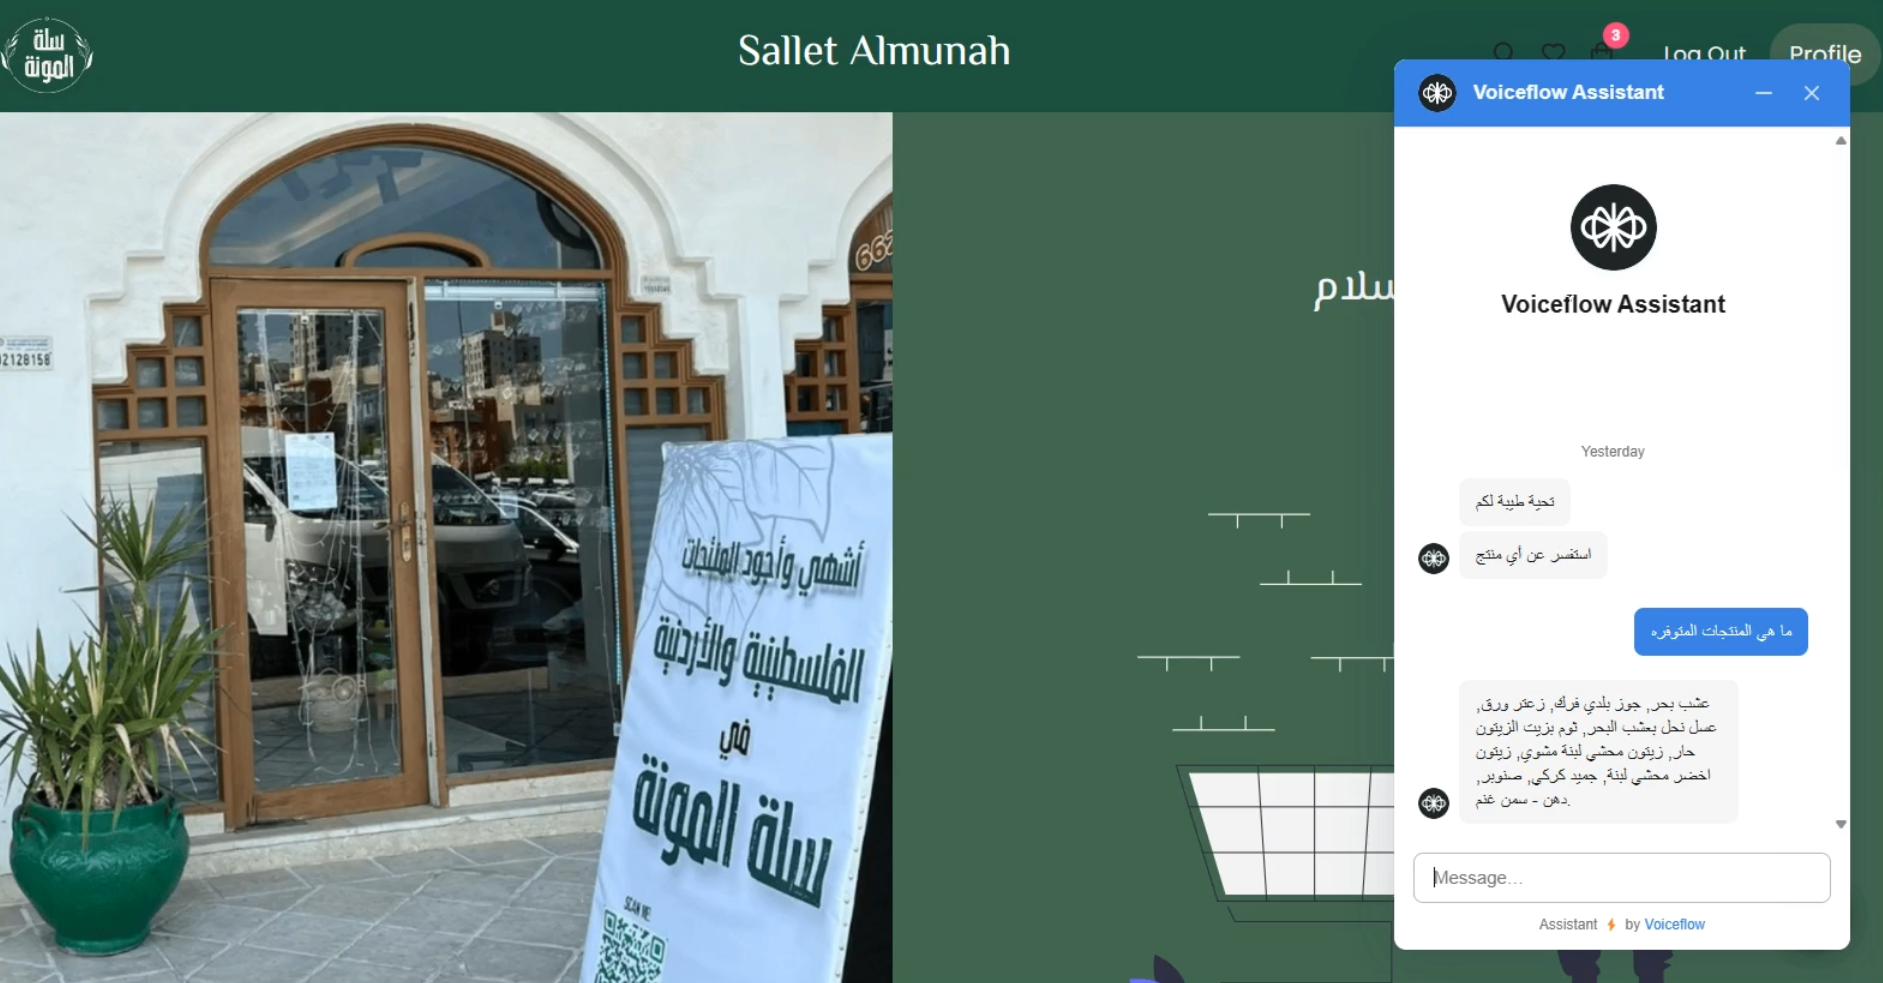 سلة
المونة
Sallet Almunah
3
Log Out
Profile
662
02128158
أشهى وأجود المنتجات
الفلسطينية والأردنية
في
سلة المونة
SCAN ME
سلام
Voiceflow Assistant
Voiceflow Assistant
Yesterday
تحية طيبة لكم
استفسر عن أي منتج
ما هي المنتجات المتوفره
عشب بحر, جوز بلدي فرك, زعتر ورق,
عسل نحل بعشب البحر, ثوم بزيت الزيتون
حار, زيتون محشي لبنة مشوي, زيتون
اخضر محشي لبنة, جميد كركي, صنوبر,
دهن - سمن غنم.
Message...
Assistant by Voiceflow